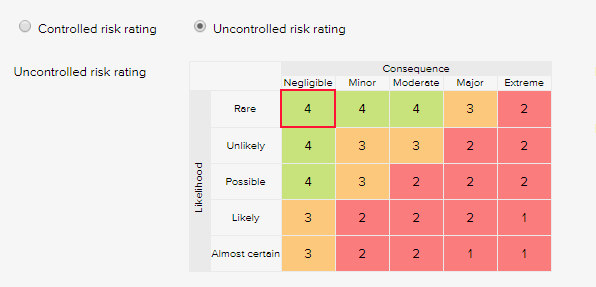 Controlled risk rating Uncontrolled risk rating
Uncontrolled risk rating
Consequence
Negligible Minor Moderate Major Extreme
Likelihood
Rare 4 4 4 3 2
Unlikely 4 3 3 2 2
Possible 4 3 2 2 2
Likely 3 2 2 2 1
Almost certain 3 2 2 1 1